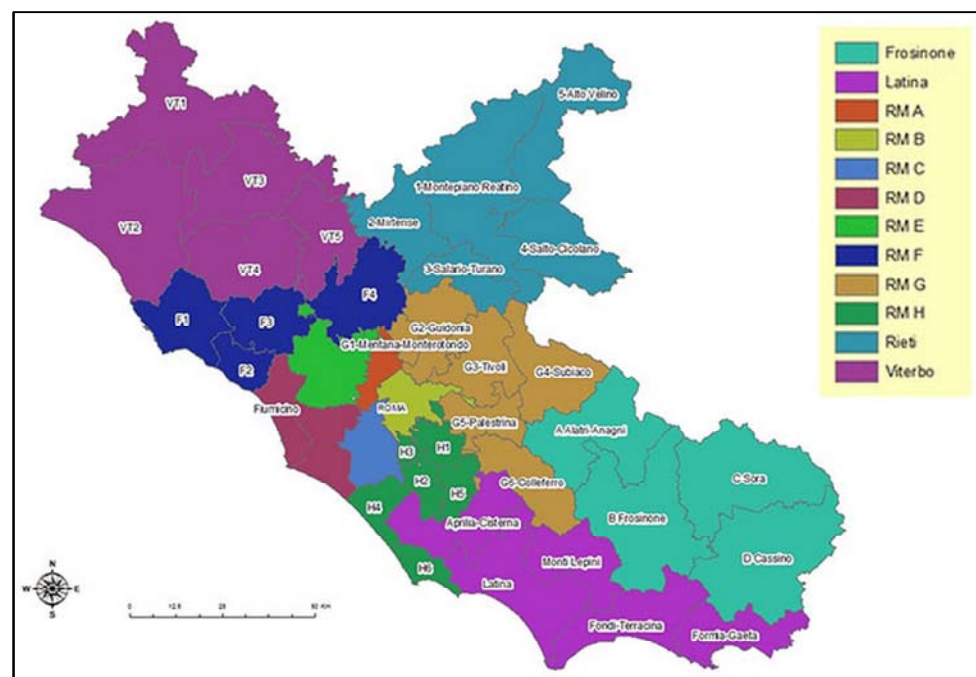 VT1
VT3
VT2
VT5
VT4
5-Alto Velino
1-Montepiano Reatino
2-Mirtense
4-Salto-Cicolano
3-Salario-Turano
F4
F1
F3
F2
G2-Guidonia
G1-Mentana-Monterotondo
G3-Tivoli
G4-Subiaco
Fiumicino
ROMA
G5-Palestrina
A Alatri-Anagni
H3
H1
H2
H5
G6-Colleferro
C Sora
H4
Aprilia-Cisterna
B Frosinone
H6
Monti Lepini
D Cassino
Latina
Fondi-Terracina
Formia-Gaeta
Frosinone
Latina
RM A
RM B
RM C
RM D
RM E
RM F
RM G
RM H
Rieti
Viterbo
N
W E
S
0 12,5 25 50 Km